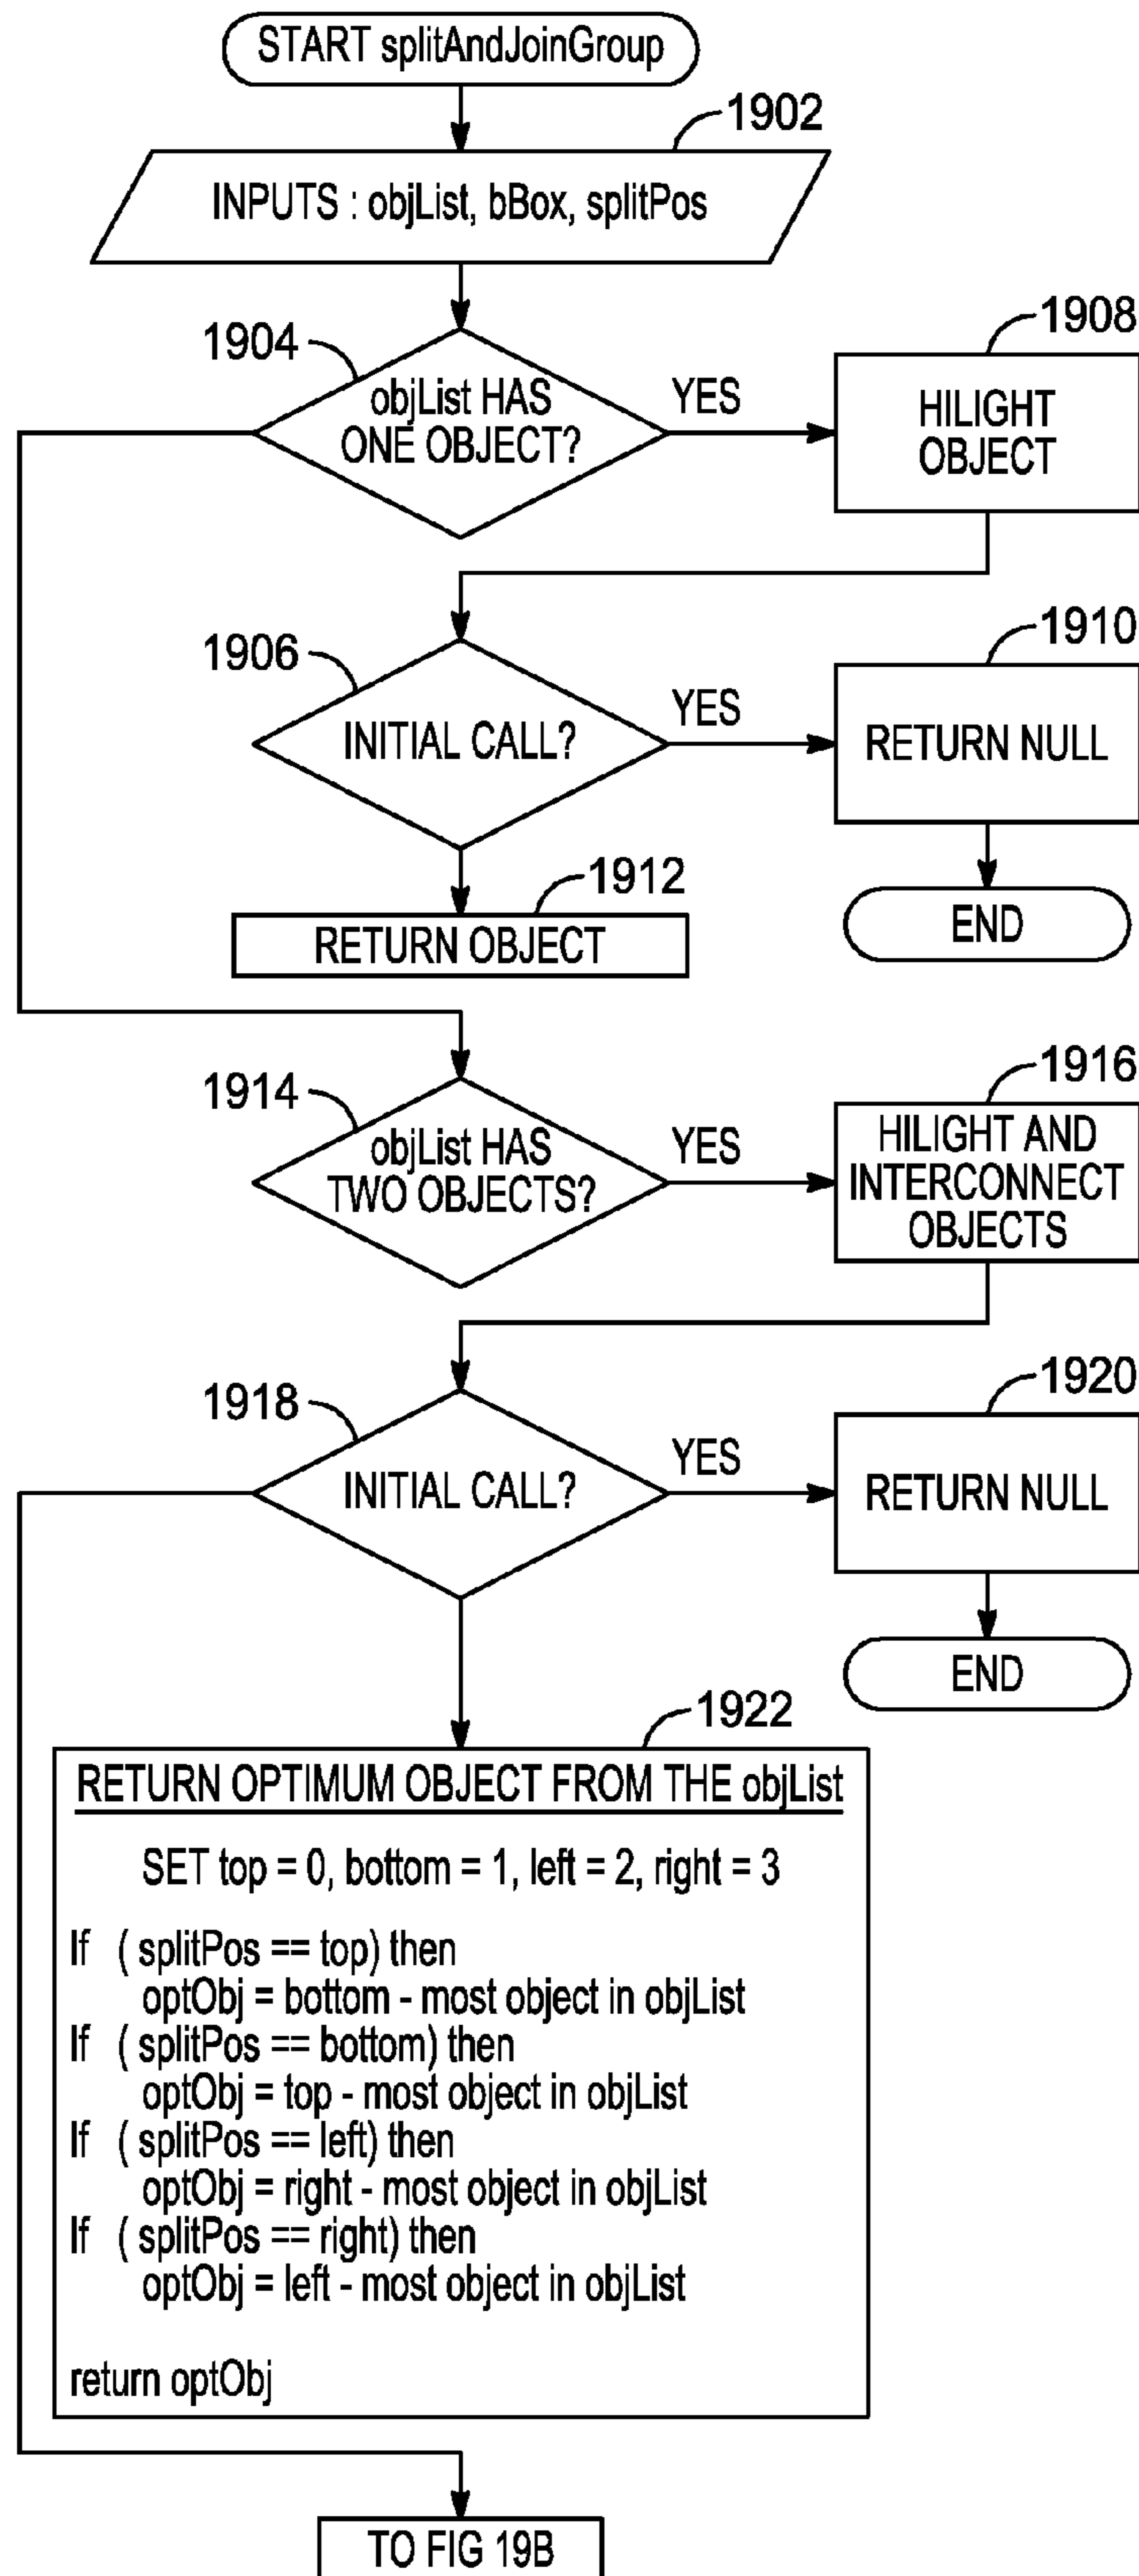 START splitAndJoinGroup
1902
INPUTS : objList, bBox, splitPos
1904
objList HAS
ONE OBJECT?
YES
1908
HILIGHT
OBJECT
1906
INITIAL CALL?
YES
1910
RETURN NULL
1912
RETURN OBJECT
END
1914
objList HAS
TWO OBJECTS?
YES
1916
HILIGHT AND
INTERCONNECT
OBJECTS
1918
INITIAL CALL?
YES
1920
RETURN NULL
END
1922
RETURN OPTIMUM OBJECT FROM THE objList
SET top = 0, bottom = 1, left = 2, right = 3
If ( splitPos == top) then
optObj = bottom - most object in objList
If ( splitPos == bottom) then
optObj = top - most object in objList
If ( splitPos == left) then
optObj = right - most object in objList
If ( splitPos == right) then
optObj = left - most object in objList
return optObj
TO FIG 19B